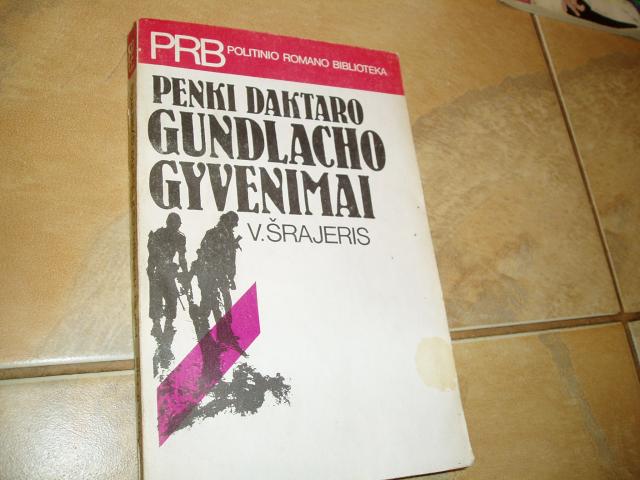 PRB POLITINIO ROMANO BIBLIOTEKA
PENKI DAKTARO
GUNDLACHO
GYVENIMAI
V. ŠRAJERIS